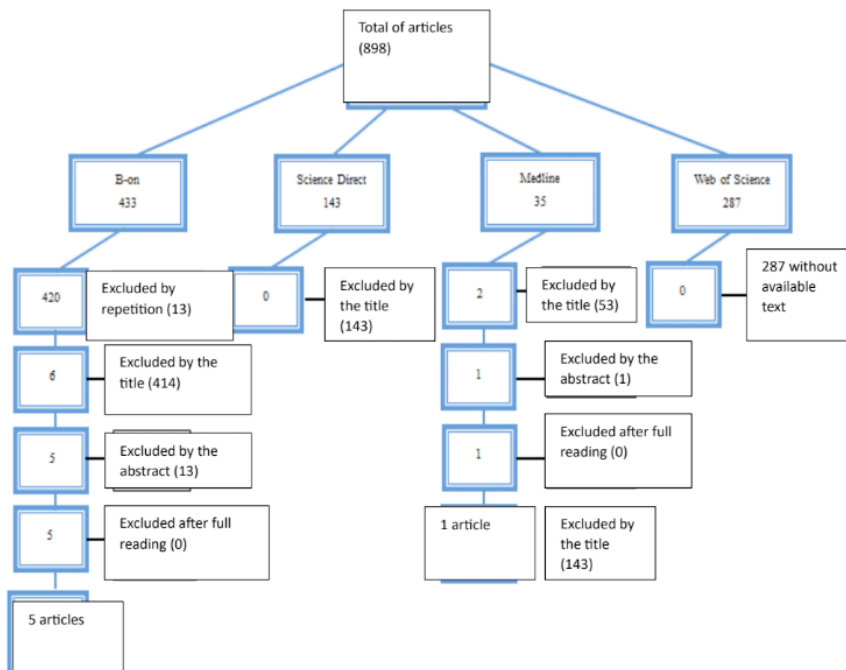 Total of articles
(898)
B-on
433
Science Direct
143
Medline
35
Web of Science
287
420
Excluded by
repetition (13)
0
Excluded by
the title
(143)
2
Excluded by
the title (53)
0
287 without
available
text
6
Excluded by the
title (414)
1
Excluded by the
abstract (1)
5
Excluded by the
abstract (13)
1
Excluded after full
reading (0)
5
Excluded after full
reading (0)
1 article
Excluded by
the title
(143)
5 articles